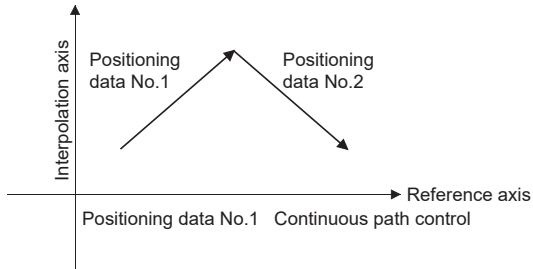 Interpolation axis
Positioning
data No.1
Positioning
data No.2
Reference axis
Positioning data No.1 Continuous path control